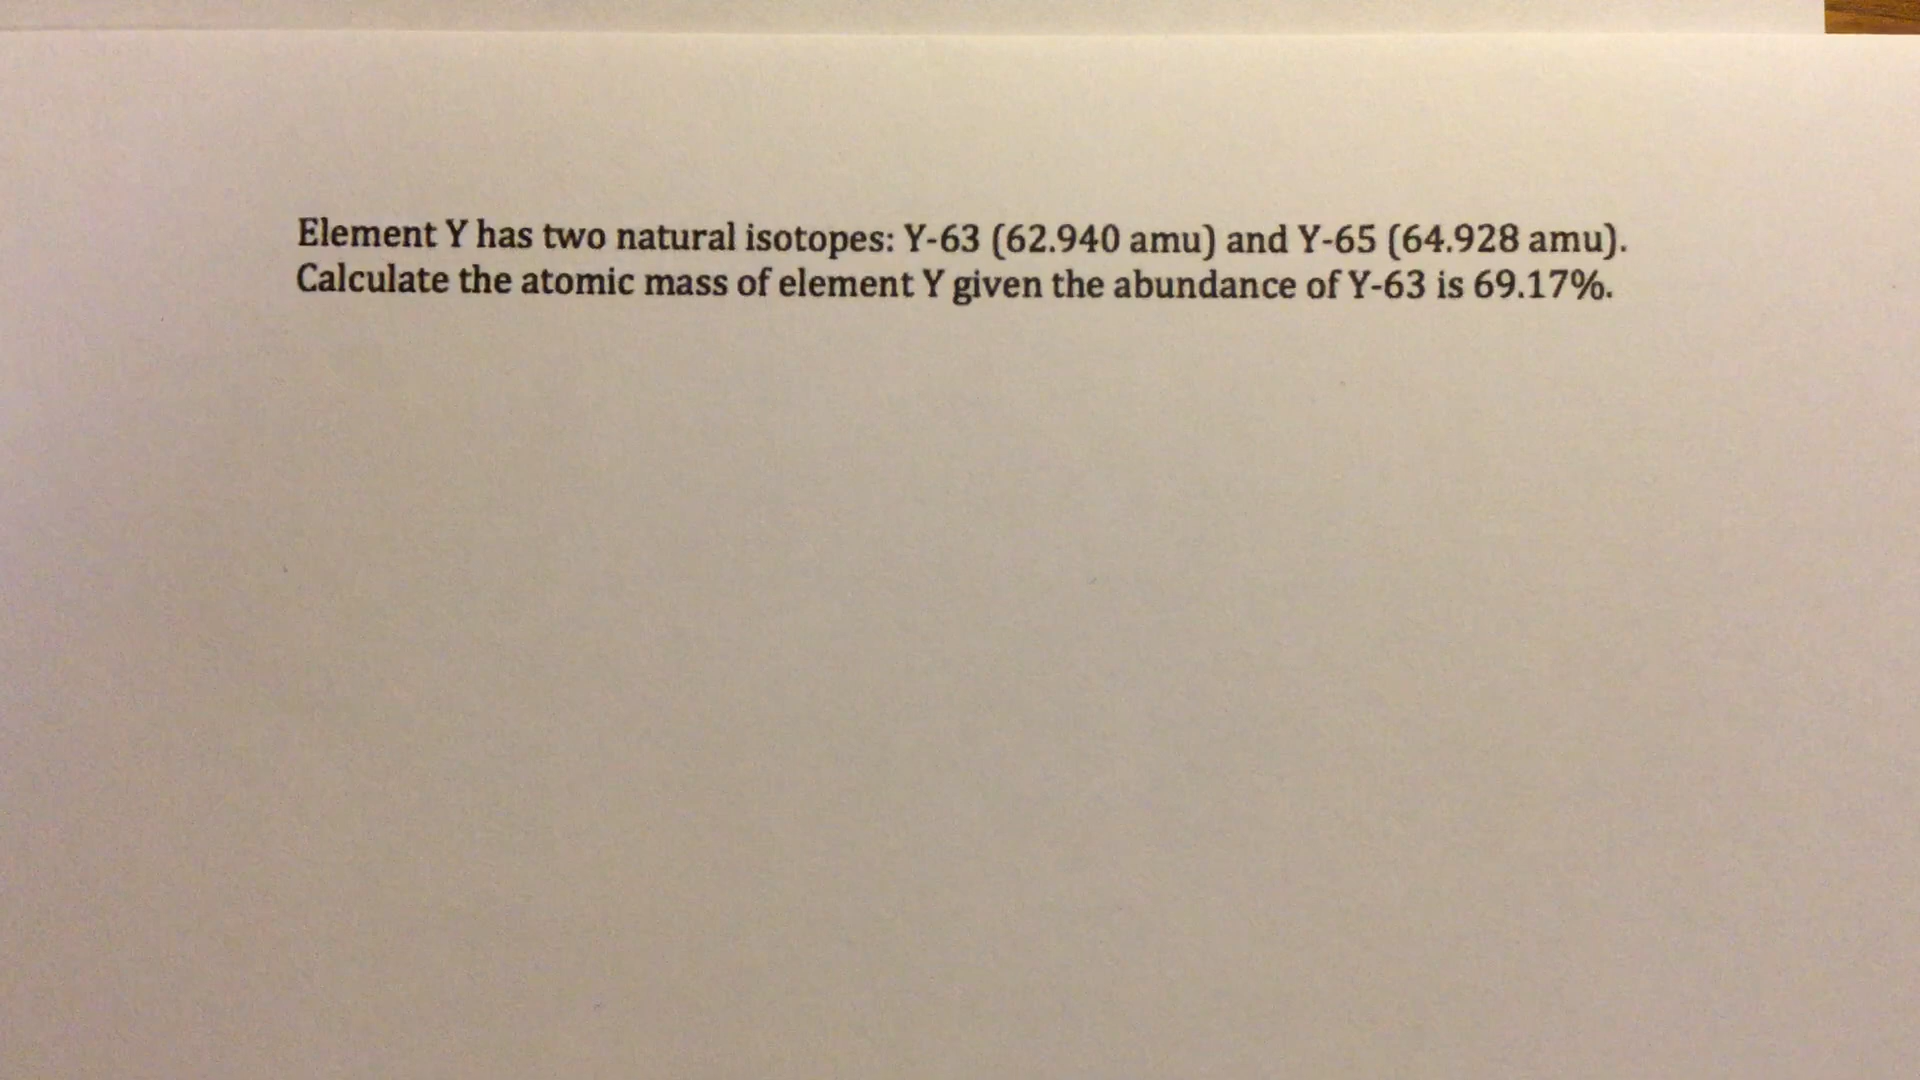 Element Y has two natural isotopes: Y-63 (62.940 amu) and Y-65 (64.928 amu).
Calculate the atomic mass of element Y given the abundance of Y-63 is 69.17%.